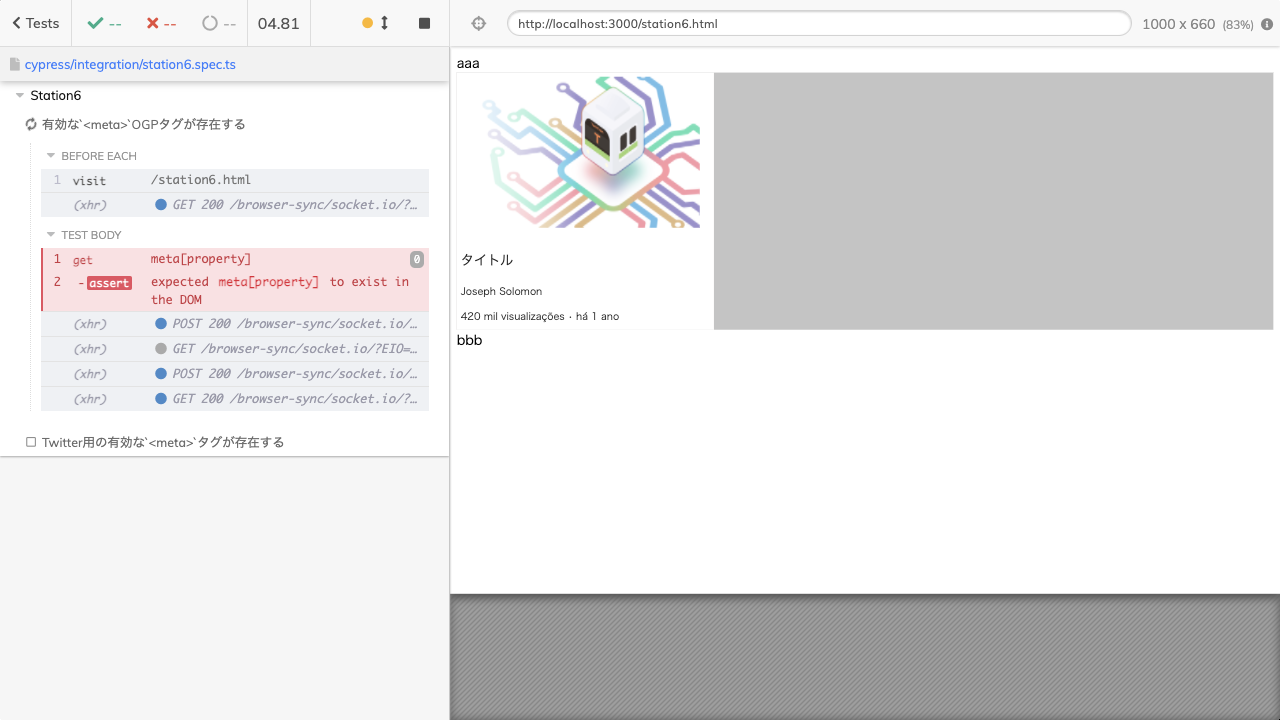 Tests
--
--
--
04.81
http://localhost:3000/station6.html
1000 x 660 (83%)
cypress/integration/station6.spec.ts
Station6
有効な`<meta>`OGPタグが存在する
BEFORE EACH
1 visit /station6.html
(xhr) GET 200 /browser-sync/socket.io/?…
TEST BODY
1 get meta[property] 0
2 -assert expected meta[property] to exist in
the DOM
(xhr) POST 200 /browser-sync/socket.io/…
(xhr) GET /browser-sync/socket.io/?EIO=…
(xhr) POST 200 /browser-sync/socket.io/…
(xhr) GET 200 /browser-sync/socket.io/?…
Twitter用の有効な`<meta>`タグが存在する
aaa
T
タイトル
Joseph Solomon
420 mil visualizações・há 1 ano
bbb